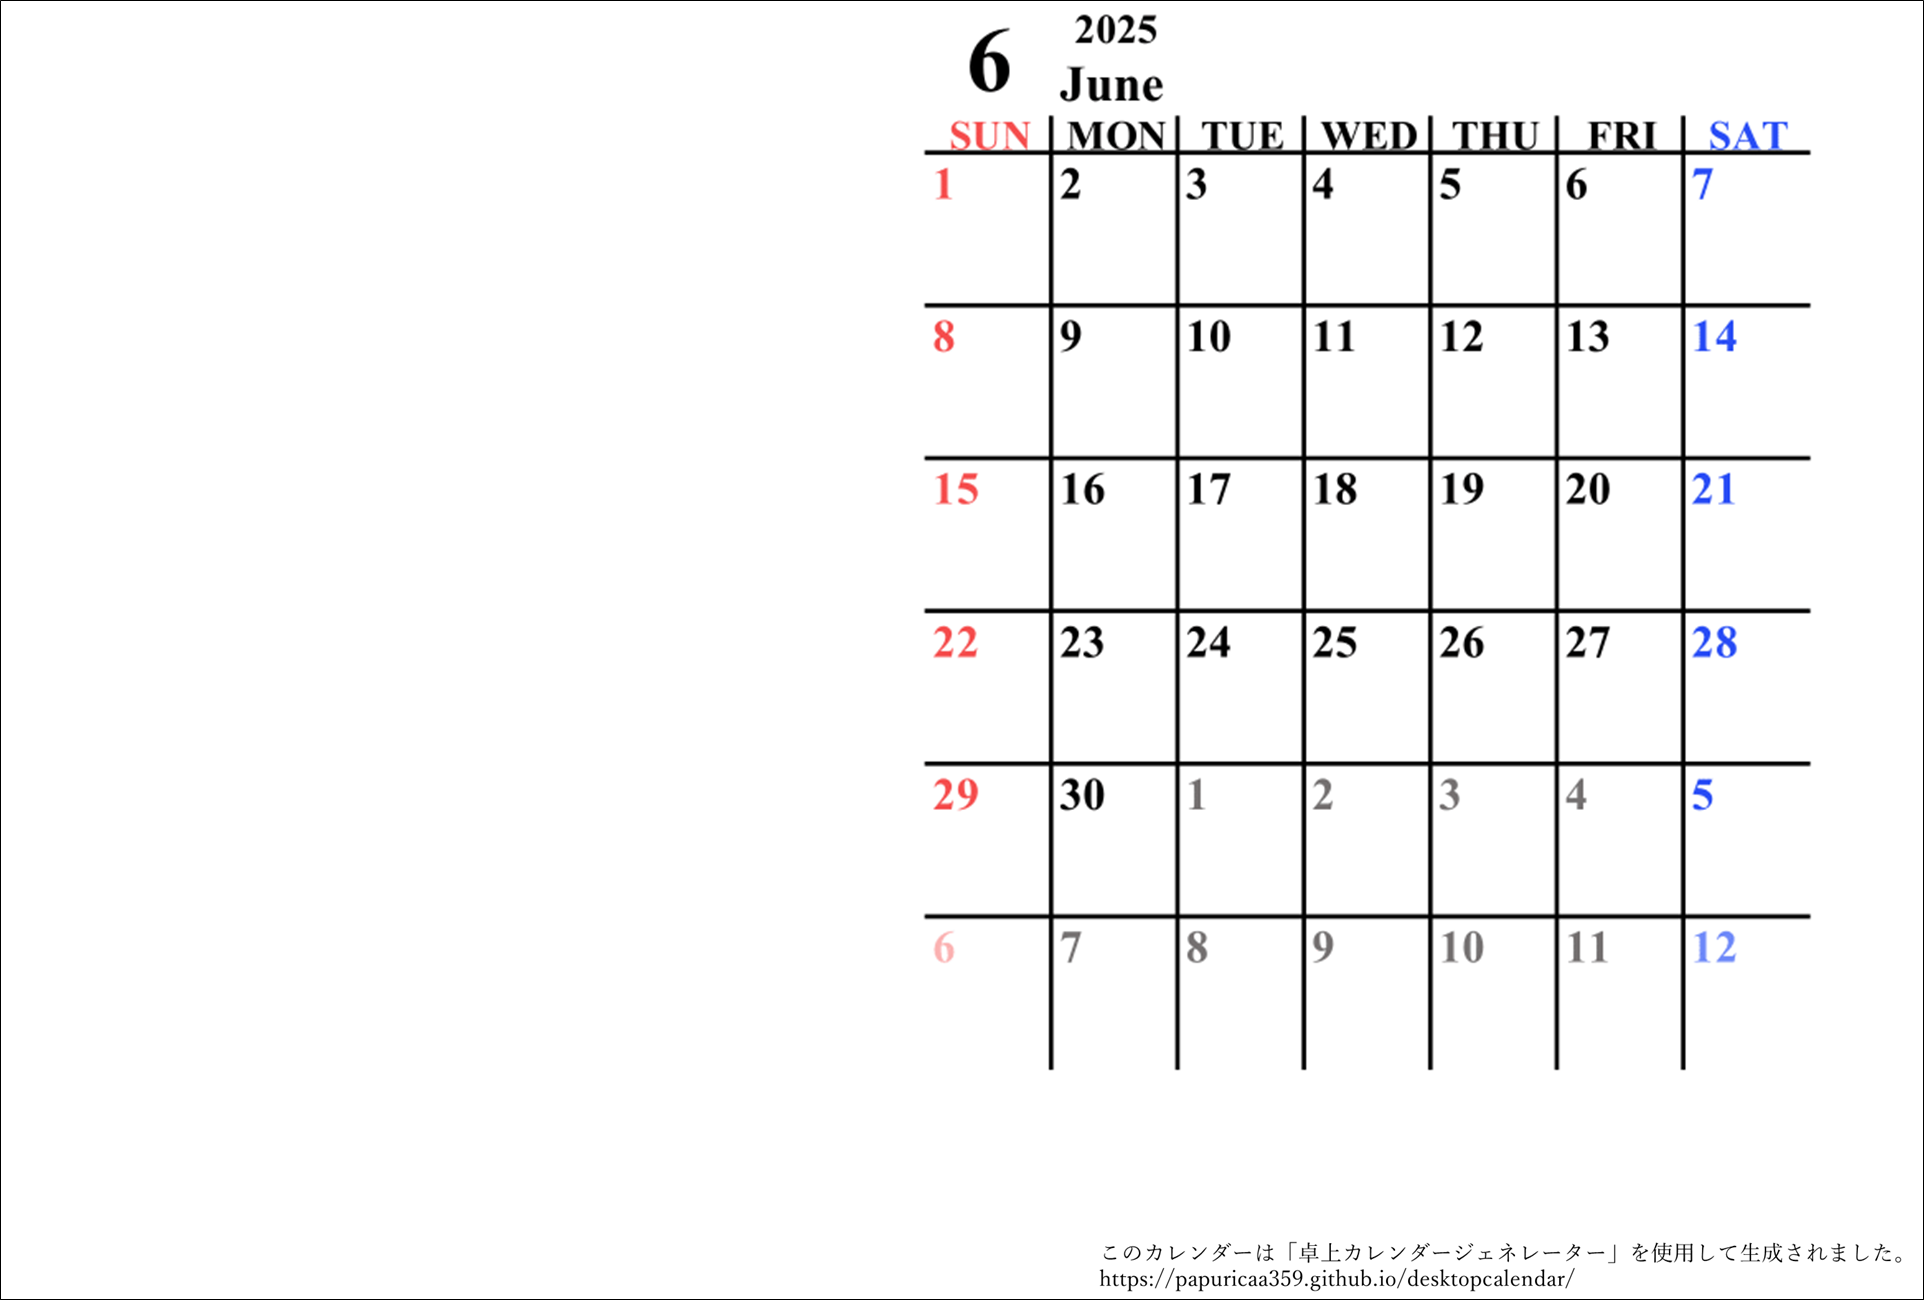 6 2025
June
SUN MON TUE WED THU FRI SAT
1 2 3 4 5 6 7
8 9 10 11 12 13 14
15 16 17 18 19 20 21
22 23 24 25 26 27 28
29 30 1 2 3 4 5
6 7 8 9 10 11 12
このカレンダーは「卓上カレンダージェネレーター」を使用して生成されました。
https://papuricaa359.github.io/desktopcalendar/